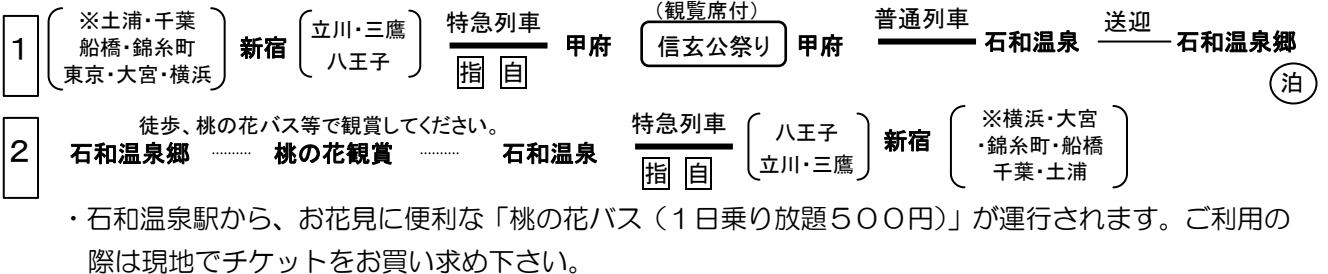 1 ※土浦・千葉 船橋・錦糸町 東京・大宮・横浜 新宿 立川・三鷹 八王子 特急列車 指 自 甲府 (観覧席付) 信玄公祭り 甲府 普通列車 石和温泉 送迎 石和温泉郷 泊
徒歩、桃の花バス等で観賞してください。
2 石和温泉郷 ……… 桃の花観賞 ……… 石和温泉 特急列車 指 自 八王子 立川・三鷹 新宿 ※横浜・大宮 ・錦糸町・船橋 千葉・土浦
・石和温泉駅から、お花見に便利な「桃の花バス（１日乗り放題５００円）」が運行されます。ご利用の
際は現地でチケットをお買い求め下さい。